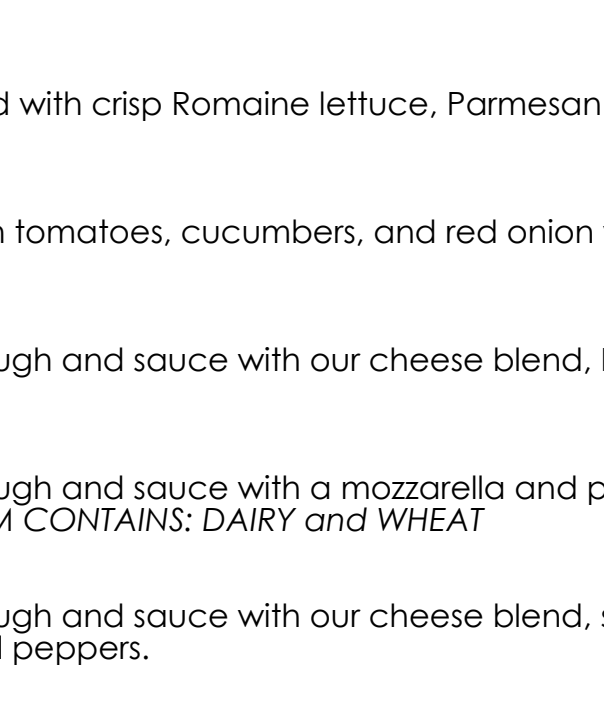 with crisp Romaine lettuce, Parmesan
tomatoes, cucumbers, and red onion
ugh and sauce with our cheese blend,
ugh and sauce with a mozzarella and p
M CONTAINS: DAIRY and WHEAT
ugh and sauce with our cheese blend, s
peppers.